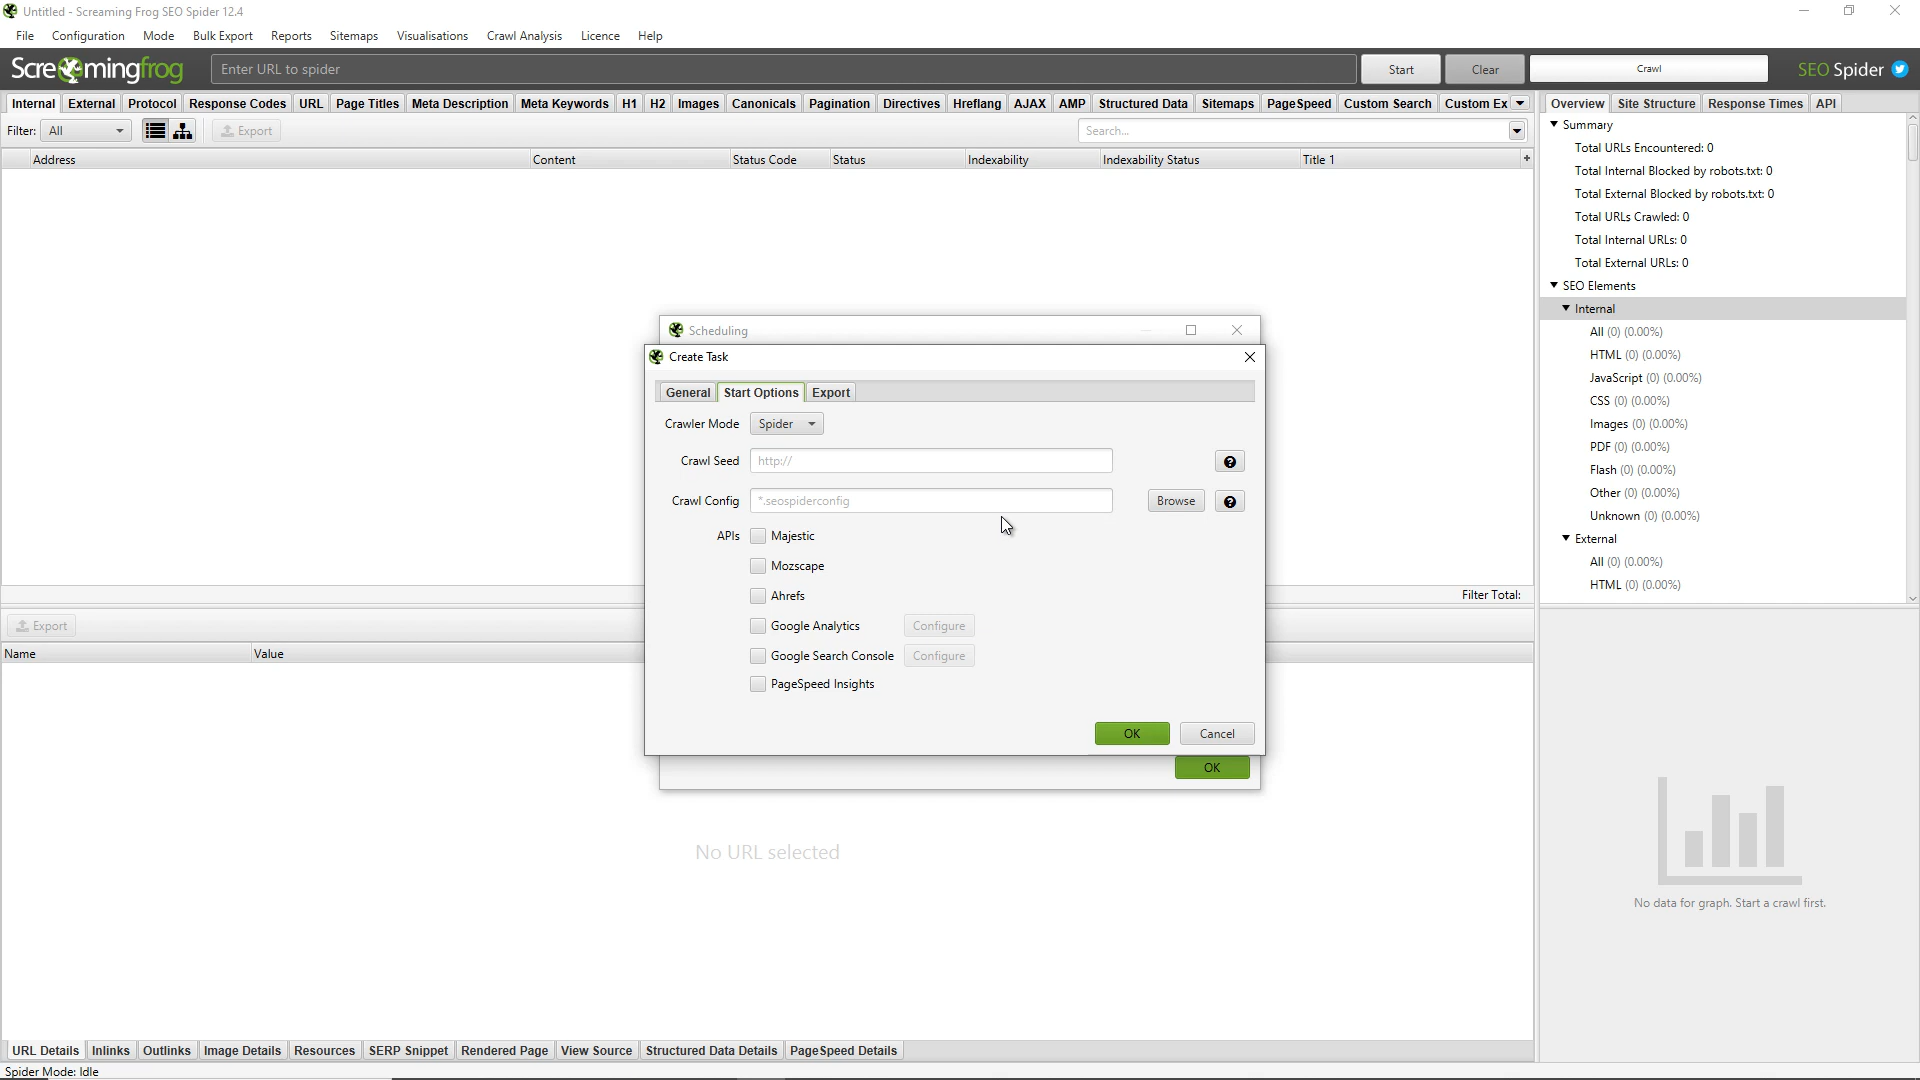 Untitled - Screaming Frog SEO Spider 12.4
File Configuration Mode Bulk Export Reports Sitemaps Visualisations Crawl Analysis Licence Help
Screamingfrog Enter URL to spider Start Clear Crawl SEO Spider
Internal External Protocol Response Codes URL Page Titles Meta Description Meta Keywords H1 H2 Images Canonicals Pagination Directives Hreflang AJAX AMP Structured Data Sitemaps PageSpeed Custom Search Custom Ex
Overview Site Structure Response Times API
Filter: All Export Search...
Address Content Status Code Status Indexability Indexability Status Title 1 +
Summary
Total URLs Encountered: 0
Total Internal Blocked by robots.txt: 0
Total External Blocked by robots.txt: 0
Total URLs Crawled: 0
Total Internal URLs: 0
Total External URLs: 0
SEO Elements
Internal
All (0) (0.00%)
HTML (0) (0.00%)
JavaScript (0) (0.00%)
CSS (0) (0.00%)
Images (0) (0.00%)
PDF (0) (0.00%)
Flash (0) (0.00%)
Other (0) (0.00%)
Unknown (0) (0.00%)
External
All (0) (0.00%)
HTML (0) (0.00%)
Scheduling
Create Task
General Start Options Export
Crawler Mode Spider
Crawl Seed http:// ?
Crawl Config *.seospiderconfig Browse ?
APIs Majestic
Mozscape
Ahrefs
Google Analytics Configure
Google Search Console Configure
PageSpeed Insights
OK Cancel
OK
Filter Total:
Export
Name Value
No URL selected
No data for graph. Start a crawl first.
URL Details Inlinks Outlinks Image Details Resources SERP Snippet Rendered Page View Source Structured Data Details PageSpeed Details
Spider Mode: Idle